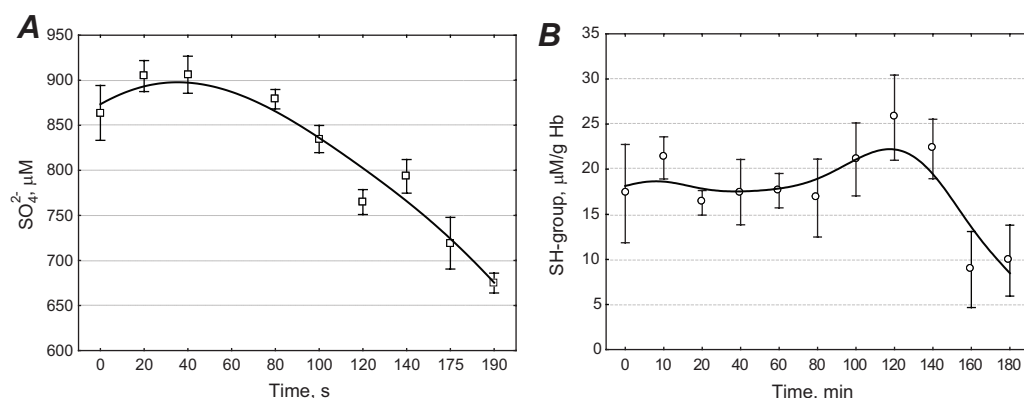 A
950
900
850
800
750
700
650
600
SO₄²⁻, μM
0 20 40 60 80 100 120 140 175 190
Time, s
B
35
30
25
20
15
10
5
0
SH-group, μM/g Hb
0 10 20 40 60 80 100 120 140 160 180
Time, min